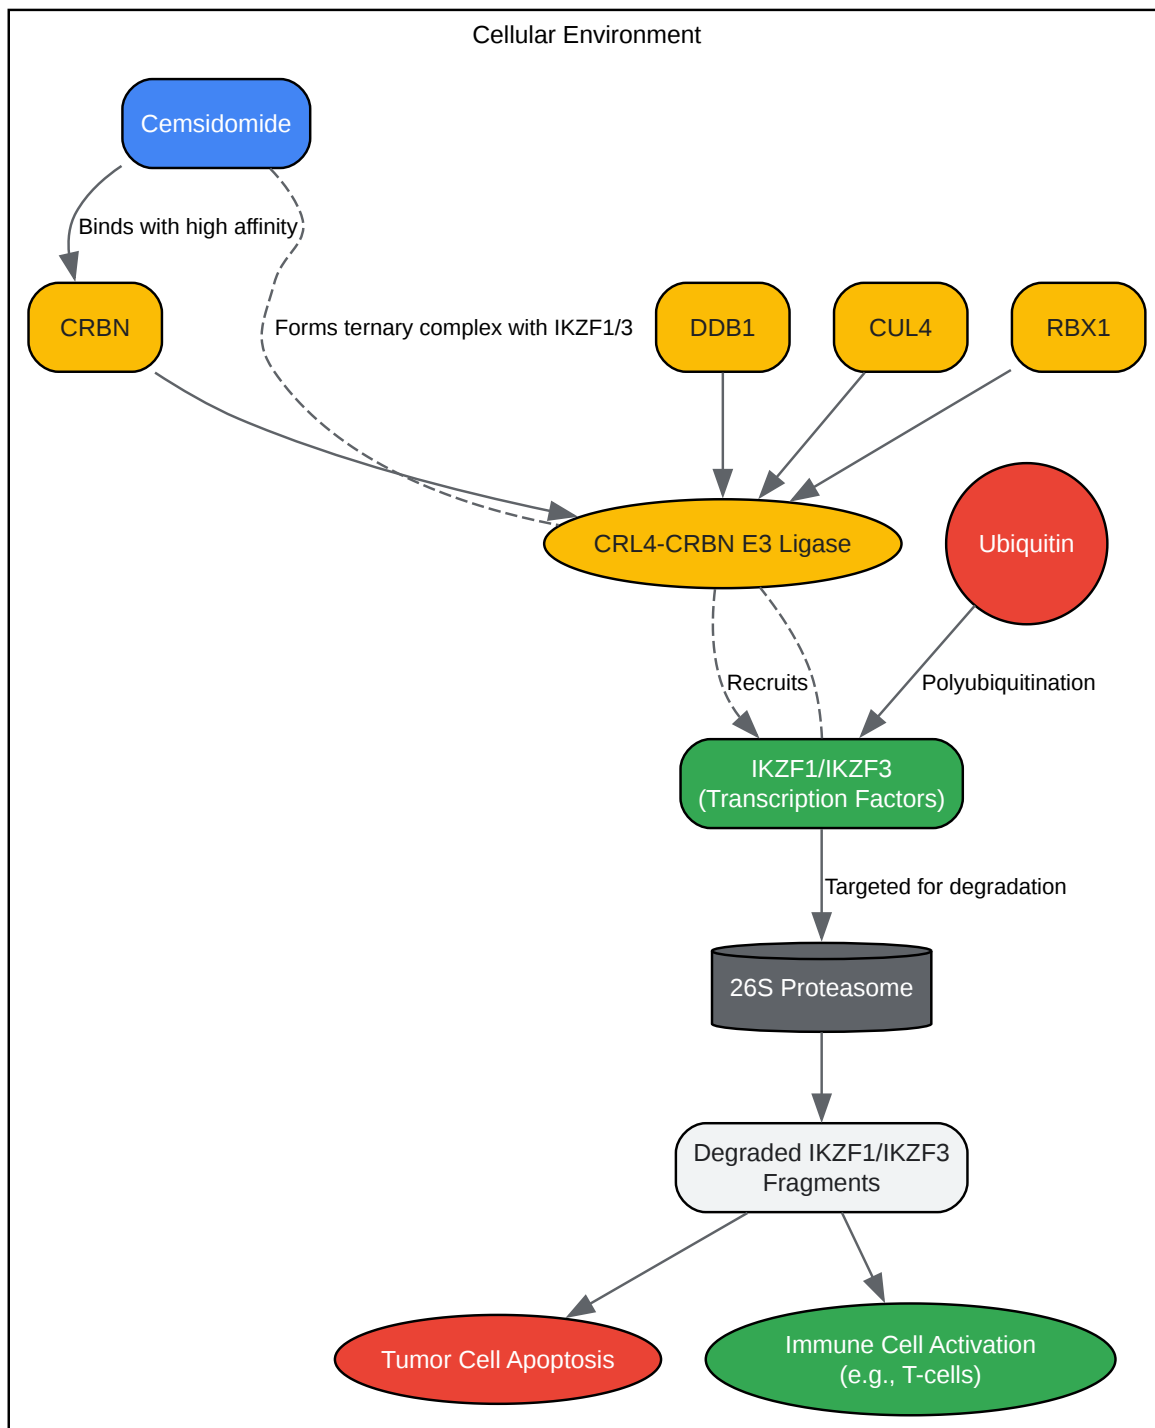 Cellular Environment
Cemsidomide
Binds with high affinity
CRBN
Forms ternary complex with IKZF1/3
DDB1
CUL4
RBX1
CRL4-CRBN E3 Ligase
Ubiquitin
Recruits
Polyubiquitination
IKZF1/IKZF3
(Transcription Factors)
Targeted for degradation
26S Proteasome
Degraded IKZF1/IKZF3
Fragments
Tumor Cell Apoptosis
Immune Cell Activation
(e.g., T-cells)